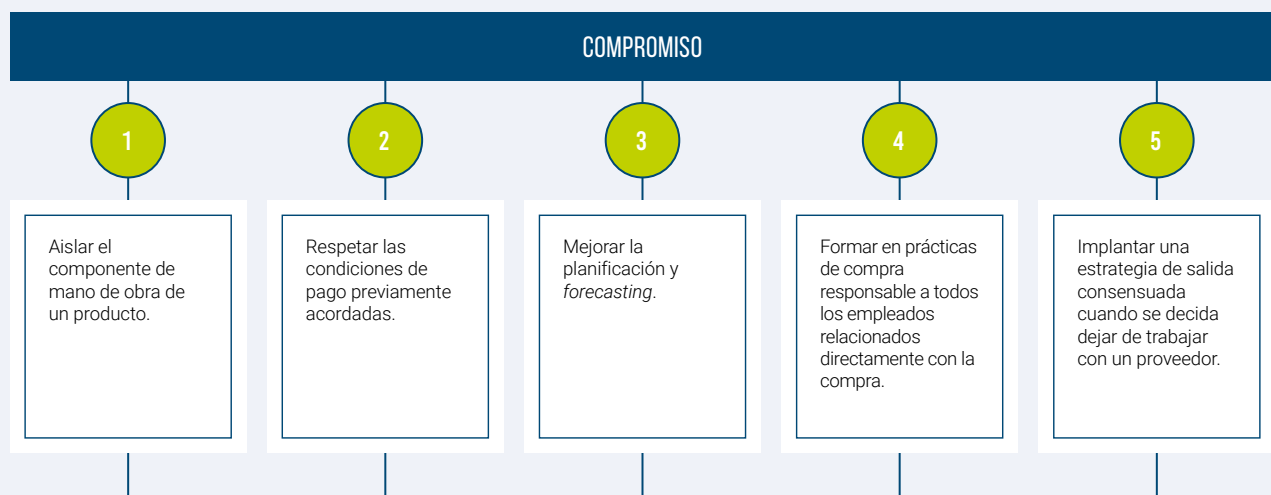 COMPROMISO
1
Aislar el
componente de
mano de obra de
un producto.
2
Respetar las
condiciones de
pago previamente
acordadas.
3
Mejorar la
planificación y
forecasting.
4
Formar en prácticas
de compra
responsable a todos
los empleados
relacionados
directamente con la
compra.
5
Implantar una
estrategia de salida
consensuada
cuando se decida
dejar de trabajar
con un proveedor.